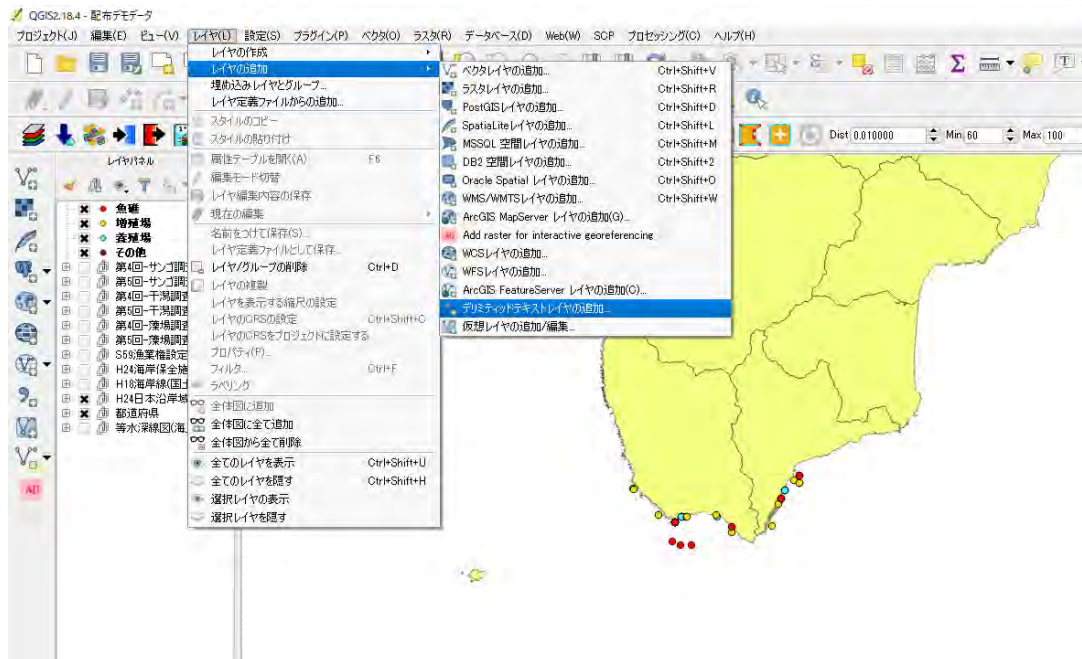 QGIS2.18.4 - 配布デモデータ
プロジェクト(J) 編集(E) ビュー(V) レイヤ(L) 設定(S) プラグイン(P) ベクタ(O) ラスタ(R) データベース(D) Web(W) SCP プロセッシング(C) ヘルプ(H)
レイヤの作成
レイヤの追加
埋め込みレイヤとグループ...
レイヤ定義ファイルからの追加...
スタイルのコピー
スタイルの貼り付け
属性テーブルを開く(A) F6
編集モード切替
レイヤ編集内容の保存
現在の編集
名前をつけて保存(S)...
レイヤ定義ファイルとして保存...
レイヤ/グループの削除 Ctrl+D
レイヤの複製
レイヤを表示する縮尺の設定
レイヤのCRSの設定 Ctrl+Shift+C
レイヤのCRSをプロジェクトに設定する
プロパティ(P)...
フィルタ... Ctrl+F
ラベリング
全体図に追加
全体図に全て追加
全体図から全て削除
全てのレイヤを表示 Ctrl+Shift+U
全てのレイヤを隠す Ctrl+Shift+H
選択レイヤの表示
選択レイヤを隠す
ベクタレイヤの追加... Ctrl+Shift+V
ラスタレイヤの追加... Ctrl+Shift+R
PostGISレイヤの追加... Ctrl+Shift+D
SpatiaLiteレイヤの追加... Ctrl+Shift+L
MSSQL 空間レイヤの追加... Ctrl+Shift+M
DB2 空間レイヤの追加... Ctrl+Shift+2
Oracle Spatial レイヤの追加... Ctrl+Shift+O
WMS/WMTSレイヤの追加... Ctrl+Shift+W
ArcGIS MapServer レイヤの追加(G)...
AD Add raster for interactive georeferencing
WCSレイヤの追加...
WFSレイヤの追加...
ArcGIS FeatureServer レイヤの追加(C)...
デリミティッドテキストレイヤの追加...
仮想レイヤの追加/編集...
Dist 0.010000 Min 60 Max 100
レイヤパネル
魚礁
増殖場
養殖場
その他
第4回-サンゴ調
第5回-サンゴ調
第4回-干潟調査
第5回-干潟調査
第4回-藻場調査
第5回-藻場調査
S59漁業権設定
H24海岸保全施
H18海岸線(国土
H24日本沿岸域
都道府県
等水深線図(海
AD